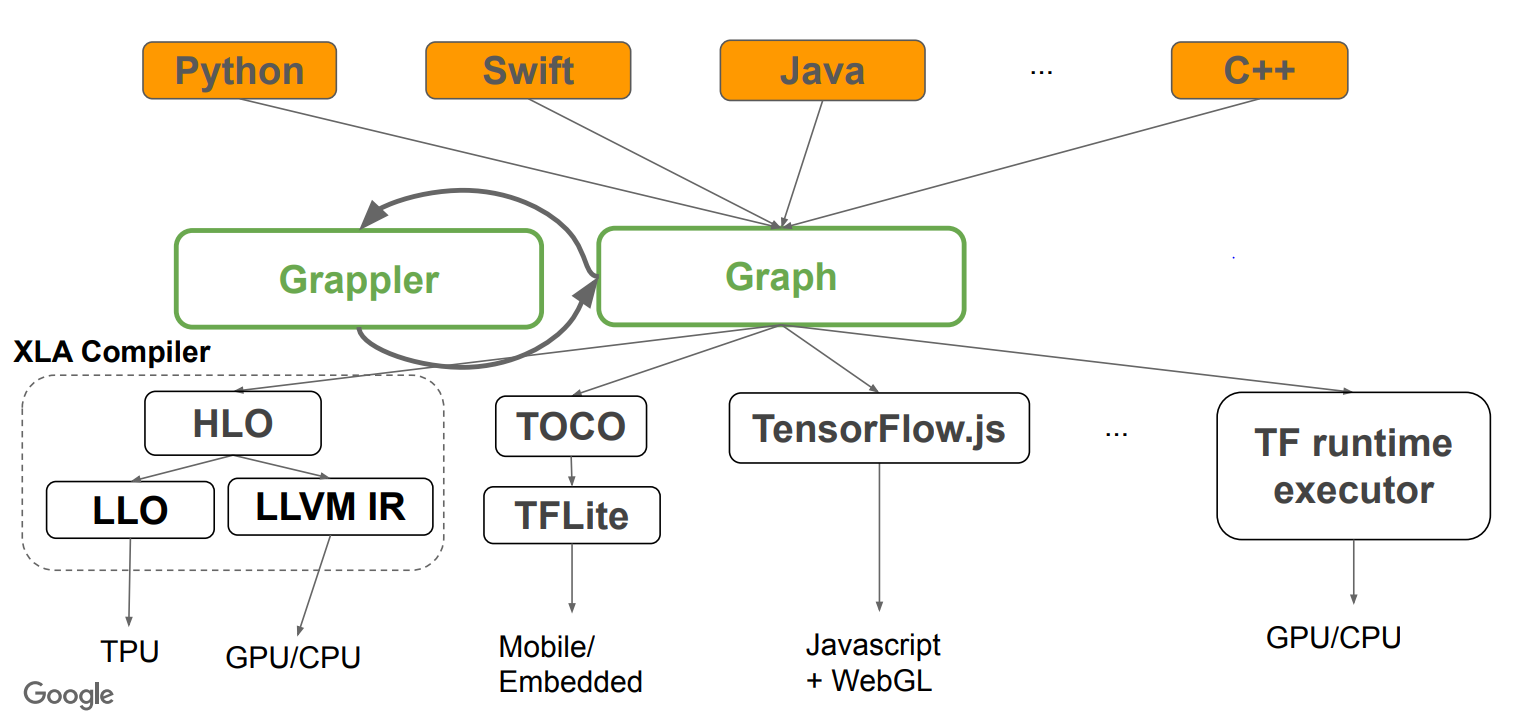 Python
Swift
Java
...
C++
Grappler
Graph
XLA Compiler
HLO
TOCO
TensorFlow.js
...
TF runtime
executor
LLO
LLVM IR
TFLite
TPU
GPU/CPU
Mobile/
Embedded
Javascript
+ WebGL
GPU/CPU
Google